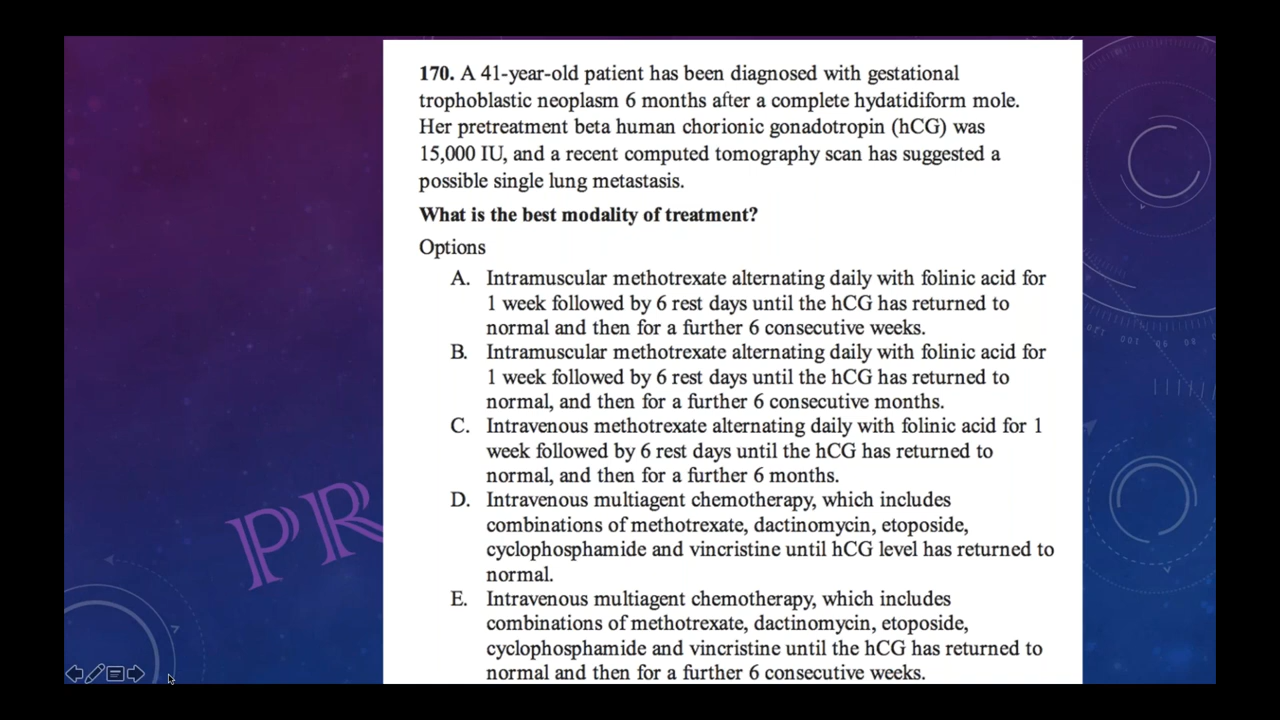 170. A 41-year-old patient has been diagnosed with gestational
trophoblastic neoplasm 6 months after a complete hydatidiform mole.
Her pretreatment beta human chorionic gonadotropin (hCG) was
15,000 IU, and a recent computed tomography scan has suggested a
possible single lung metastasis.
What is the best modality of treatment?
Options
A. Intramuscular methotrexate alternating daily with folinic acid for
1 week followed by 6 rest days until the hCG has returned to
normal and then for a further 6 consecutive weeks.
B. Intramuscular methotrexate alternating daily with folinic acid for
1 week followed by 6 rest days until the hCG has returned to
normal, and then for a further 6 consecutive months.
C. Intravenous methotrexate alternating daily with folinic acid for 1
week followed by 6 rest days until the hCG has returned to
normal, and then for a further 6 months.
D. Intravenous multiagent chemotherapy, which includes
combinations of methotrexate, dactinomycin, etoposide,
cyclophosphamide and vincristine until hCG level has returned to
normal.
E. Intravenous multiagent chemotherapy, which includes
combinations of methotrexate, dactinomycin, etoposide,
cyclophosphamide and vincristine until the hCG has returned to
normal and then for a further 6 consecutive weeks.
PR